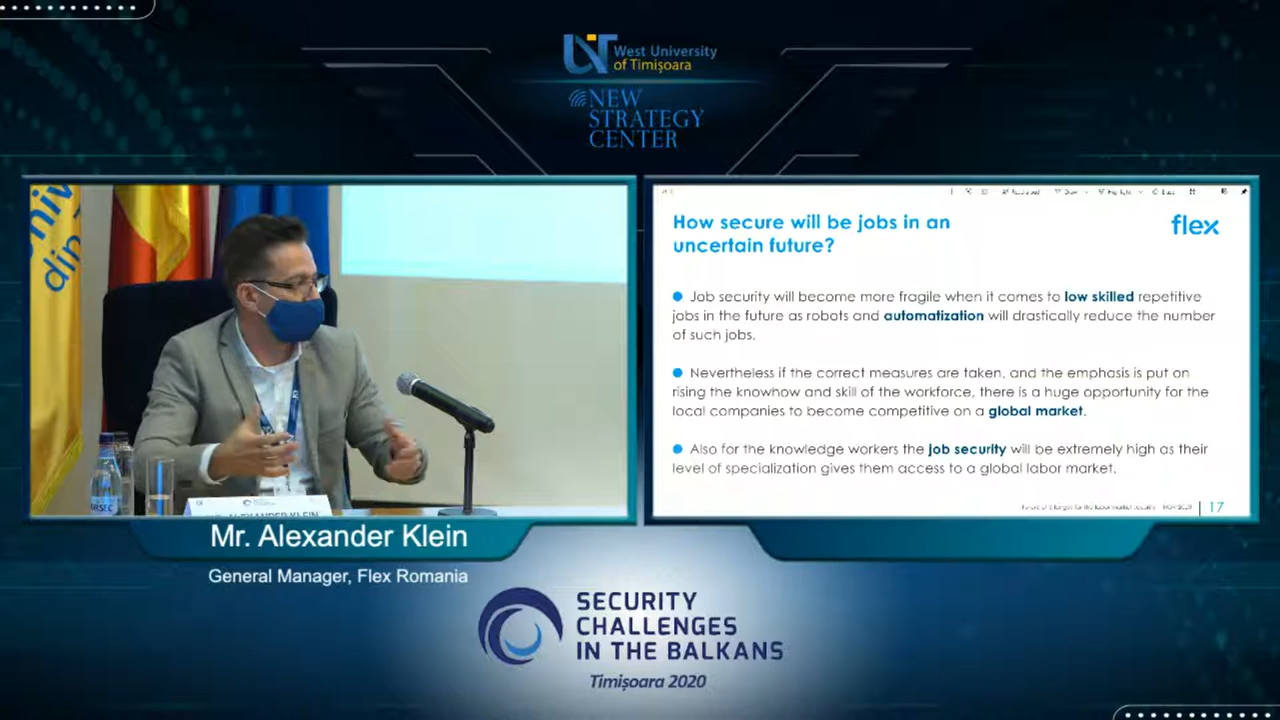 West University
of Timișoara
NEW
STRATEGY
CENTER
univ
din
How secure will be jobs in an
uncertain future?
flex
Job security will become more fragile when it comes to low skilled repetitive
jobs in the future as robots and automatization will drastically reduce the number
of such jobs.
Nevertheless if the correct measures are taken, and the emphasis is put on
rising the knowhow and skill of the workforce, there is a huge opportunity for the
local companies to become competitive on a global market.
Also for the knowledge workers the job security will be extremely high as their
level of specialization gives them access to a global labor market.
17
MR. ALEXANDER KLEIN
Mr. Alexander Klein
General Manager, Flex Romania
SECURITY
CHALLENGES
IN THE BALKANS
Timișoara 2020